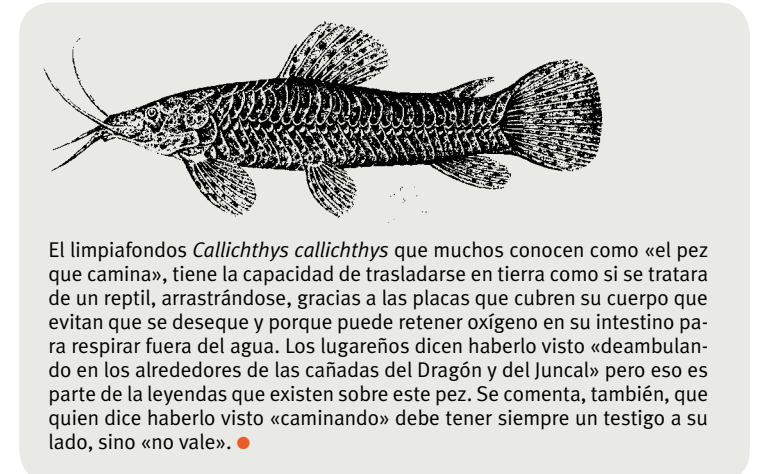 El limpiafondos Callichthys callichthys que muchos conocen como «el pez
que camina», tiene la capacidad de trasladarse en tierra como si se tratara
de un reptil, arrastrándose, gracias a las placas que cubren su cuerpo que
evitan que se deseque y porque puede retener oxígeno en su intestino pa-
ra respirar fuera del agua. Los lugareños dicen haberlo visto «deambulan-
do en los alrededores de las cañadas del Dragón y del Juncal» pero eso es
parte de la leyendas que existen sobre este pez. Se comenta, también, que
quien dice haberlo visto «caminando» debe tener siempre un testigo a su
lado, sino «no vale». ●